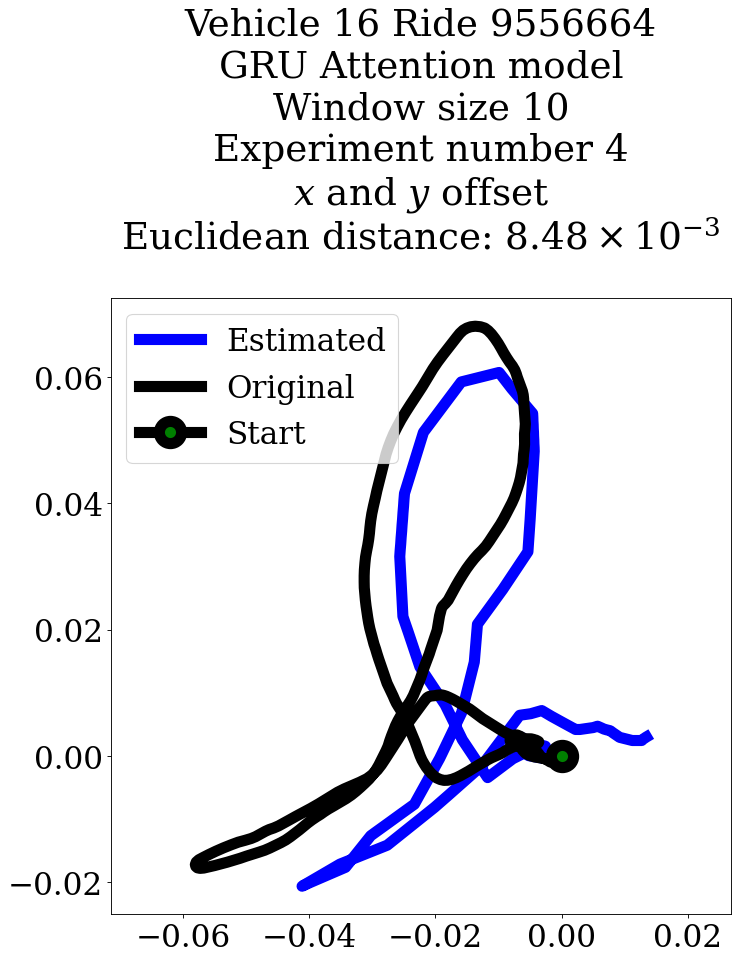 Vehicle 16 Ride 9556664
GRU Attention model
Window size 10
Experiment number 4
x and y offset
Euclidean distance: 8.48 × 10⁻³
Estimated
Original
Start
0.06
0.04
0.02
0.00
−0.02
−0.06 −0.04 −0.02 0.00 0.02